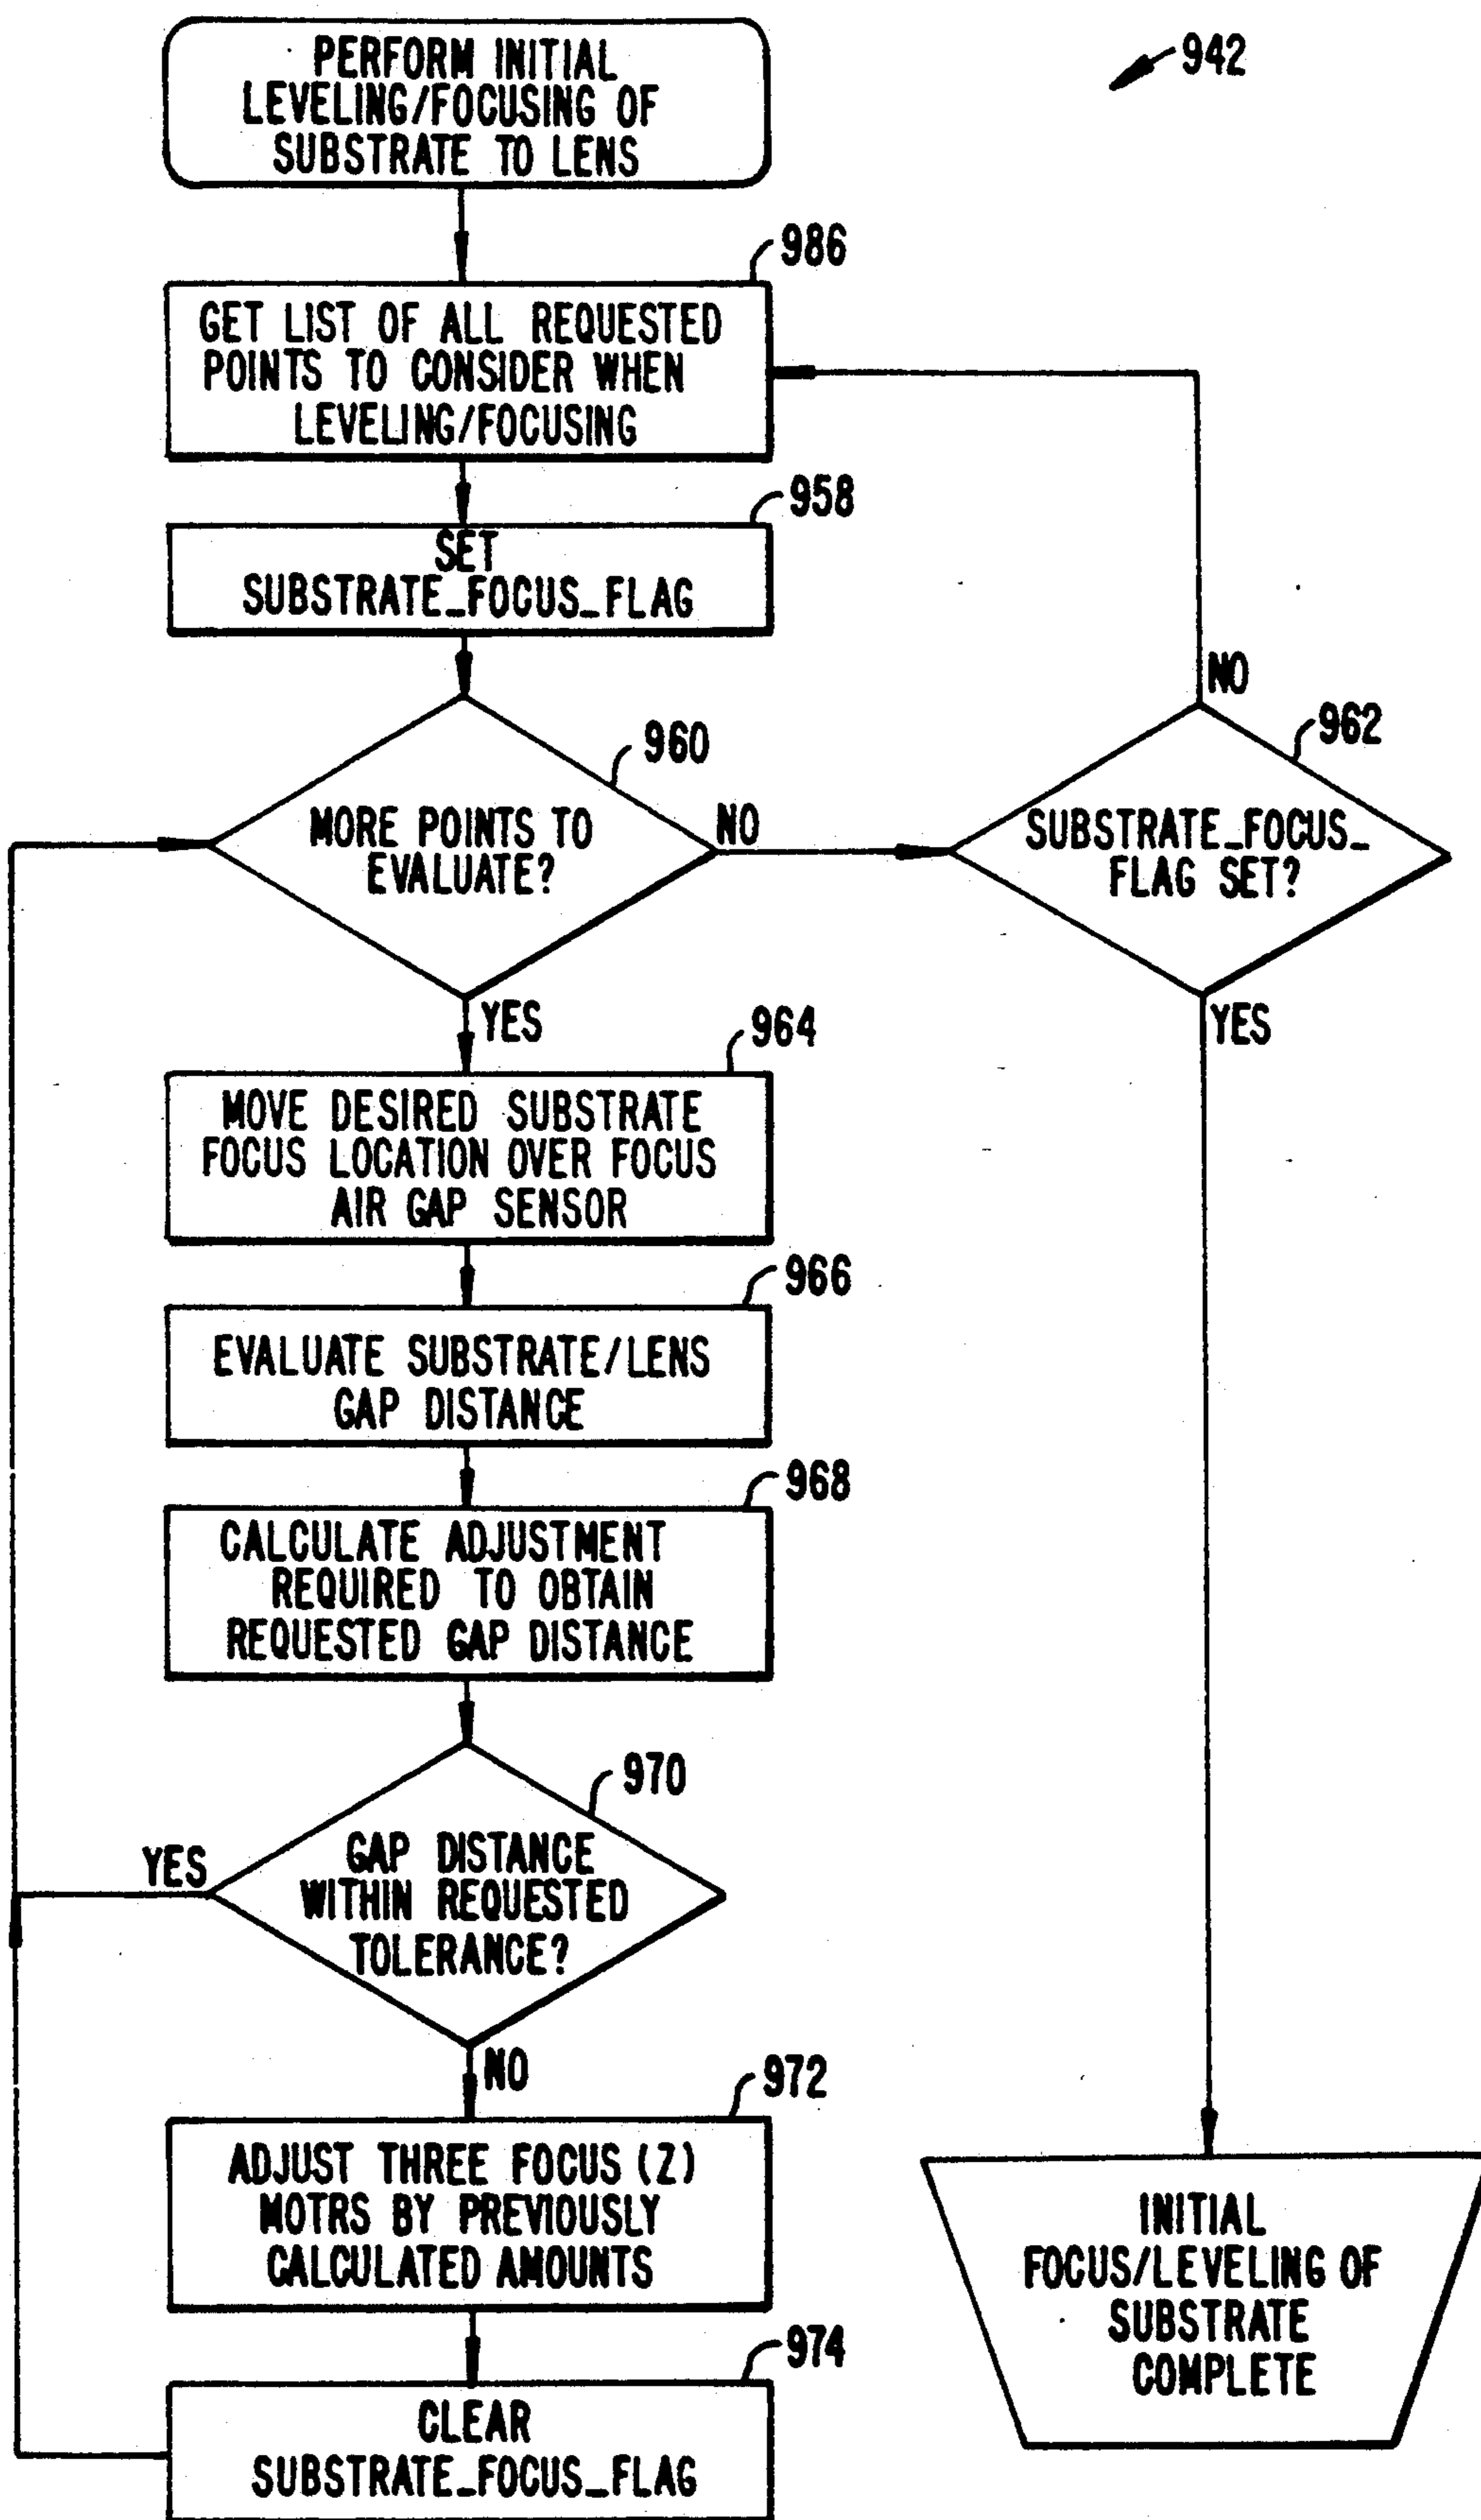 PERFORM INITIAL
LEVELING/FOCUSING OF
SUBSTRATE TO LENS
942
986
GET LIST OF ALL REQUESTED
POINTS TO CONSIDER WHEN
LEVELING/FOCUSING
958
SET
SUBSTRATE_FOCUS_FLAG
960
MORE POINTS TO
EVALUATE?
NO
YES
962
SUBSTRATE_FOCUS_
FLAG SET?
NO
YES
964
MOVE DESIRED SUBSTRATE
FOCUS LOCATION OVER FOCUS
AIR GAP SENSOR
966
EVALUATE SUBSTRATE/LENS
GAP DISTANCE
968
CALCULATE ADJUSTMENT
REQUIRED TO OBTAIN
REQUESTED GAP DISTANCE
970
GAP DISTANCE
WITHIN REQUESTED
TOLERANCE?
YES
NO
972
ADJUST THREE FOCUS (Z)
MOTRS BY PREVIOUSLY
CALCULATED AMOUNTS
974
CLEAR
SUBSTRATE_FOCUS_FLAG
INITIAL
FOCUS/LEVELING OF
SUBSTRATE
COMPLETE